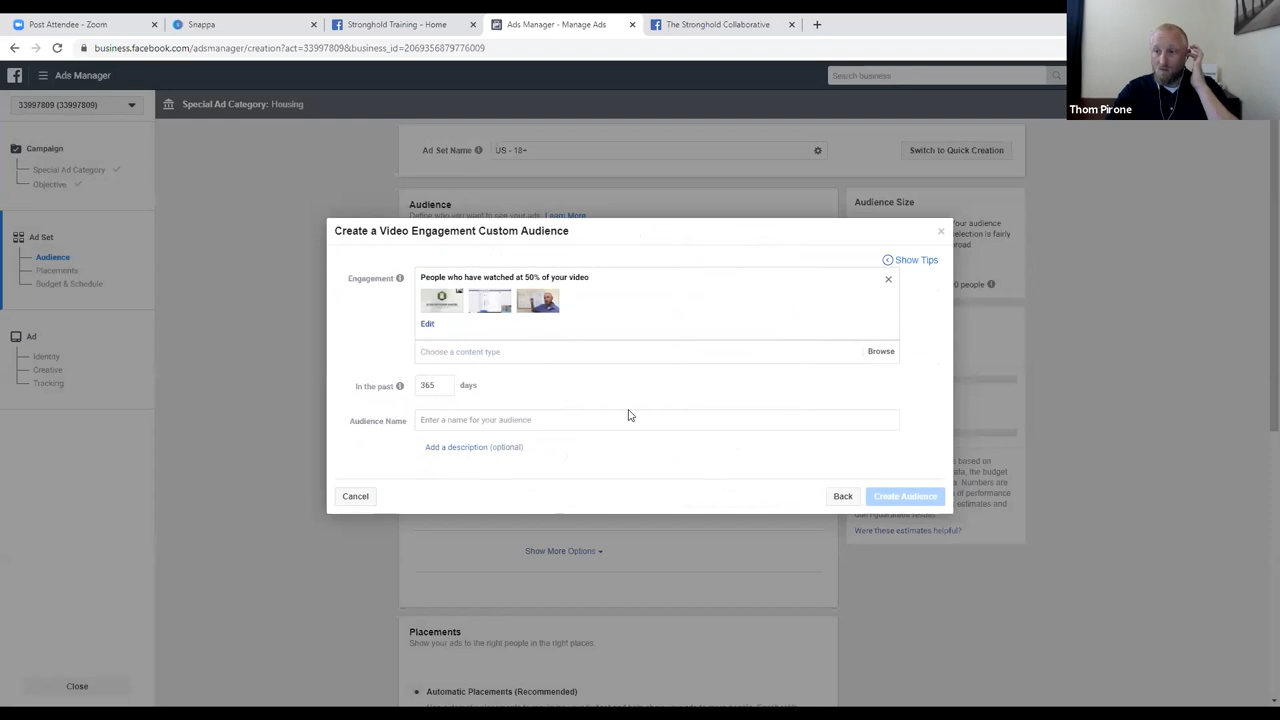 Post Attendee - Zoom
Snappa
Stronghold Training - Home
Ads Manager - Manage Ads
The Stronghold Collaborative
business.facebook.com/adsmanager/creation?act=33997809&business_id=2069356879776009
Ads Manager
Search business
Thom Pirone
33997809 (33997809)
Special Ad Category: Housing
Campaign
Special Ad Category
Objective
Ad Set
Audience
Placements
Budget & Schedule
Ad
Identity
Creative
Tracking
Close
Ad Set Name
US - 18+
Switch to Quick Creation
Audience
Define who you want to see your ads. Learn More
Audience Size
your audience
selection is fairly
people
Create a Video Engagement Custom Audience
Show Tips
Engagement
People who have watched at 50% of your video
Edit
Choose a content type
Browse
In the past
365
days
Audience Name
Enter a name for your audience
Add a description (optional)
Cancel
Back
Create Audience
based on
data, the budget
Numbers are
of performance
estimates and
Were these estimates helpful?
Show More Options
Placements
Show your ads to the right people in the right places.
Automatic Placements (Recommended)